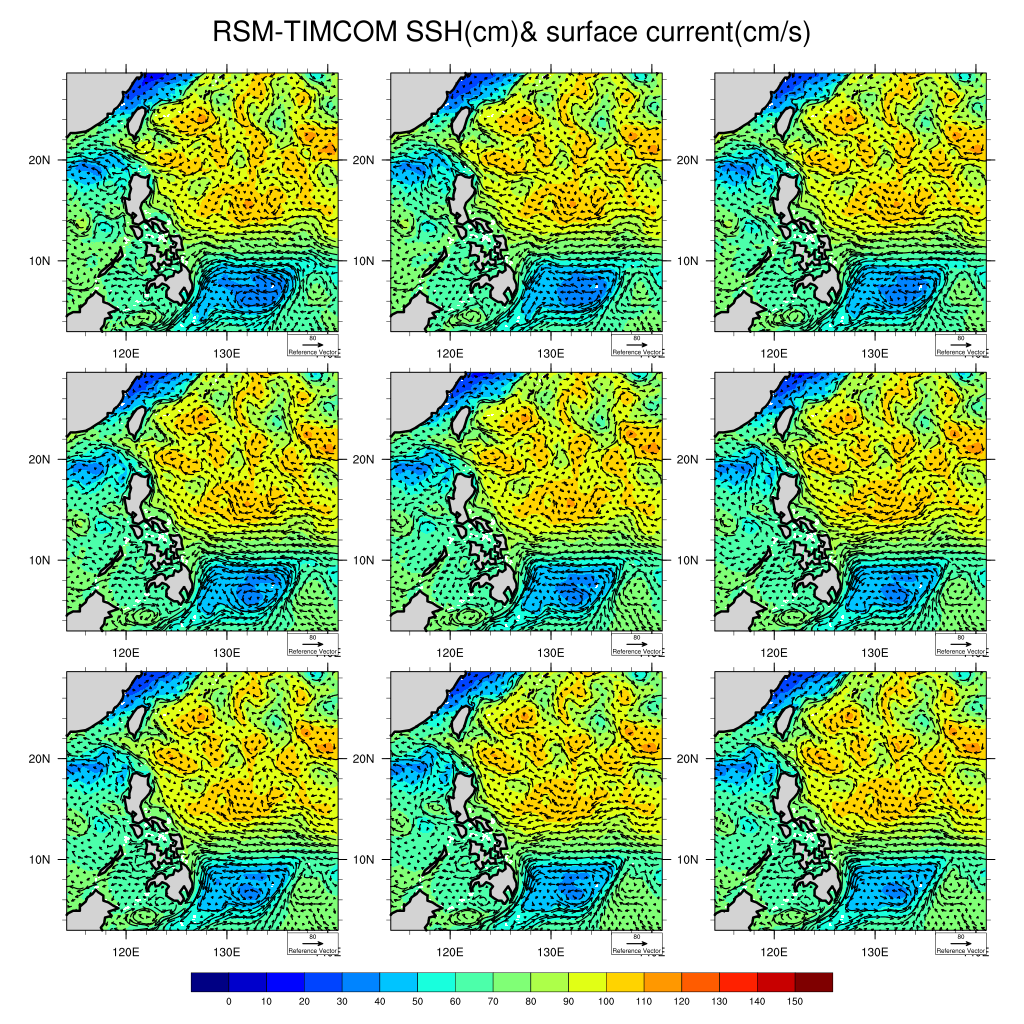 RSM-TIMCOM SSH(cm)& surface current(cm/s)
20N 20N 20N
10N 10N 10N
80 80 80
Reference Vector Reference Vector Reference Vector
120E 130E 120E 130E 120E 130E
20N 20N 20N
10N 10N 10N
80 80 80
Reference Vector Reference Vector Reference Vector
120E 130E 120E 130E 120E 130E
20N 20N 20N
10N 10N 10N
80 80 80
Reference Vector Reference Vector Reference Vector
120E 130E 120E 130E 120E 130E
0 10 20 30 40 50 60 70 80 90 100 110 120 130 140 150